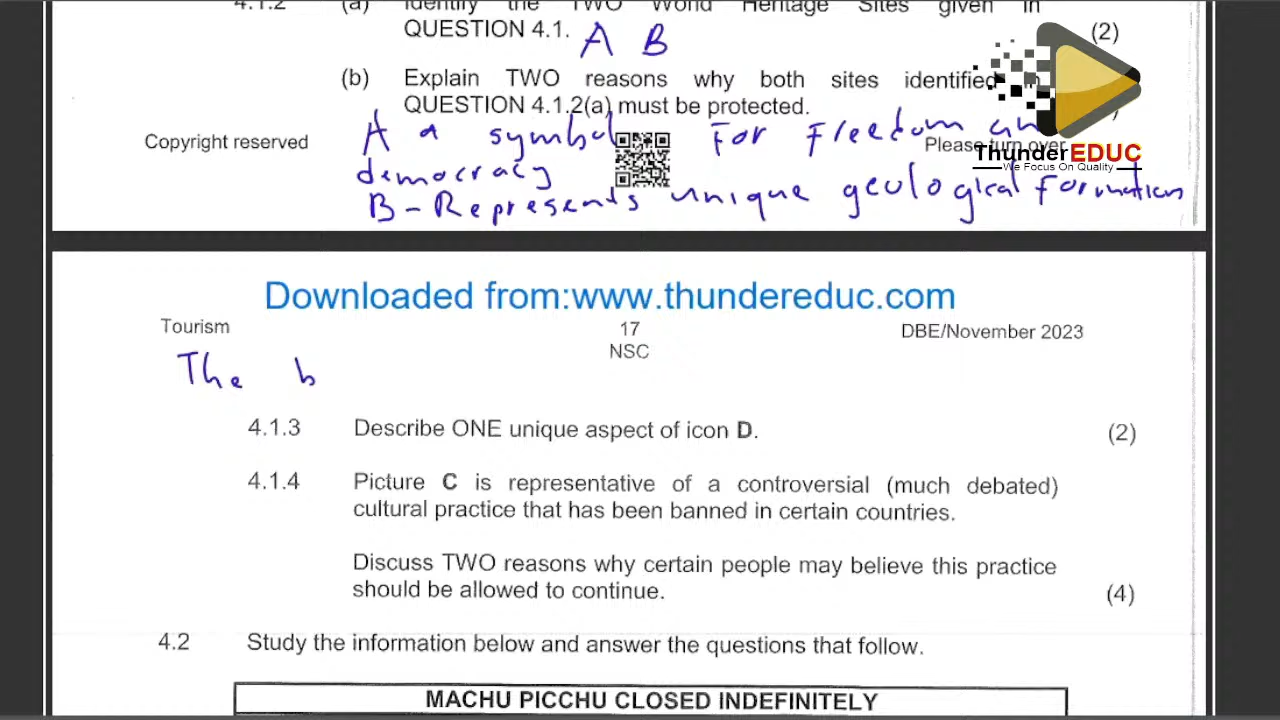 4.1.2 (a) Identify the TWO World Heritage Sites given in
QUESTION 4.1. (2)
A B
(b) Explain TWO reasons why both sites identified in
QUESTION 4.1.2(a) must be protected.
A a symbol For Freedom an
Copyright reserved Please turn over
democracy
B - Represents unique geological Formation
ThunderEDUC
We Focus On Quality
Downloaded from:www.thundereduc.com
Tourism 17 DBE/November 2023
NSC
The b
4.1.3 Describe ONE unique aspect of icon D. (2)
4.1.4 Picture C is representative of a controversial (much debated)
cultural practice that has been banned in certain countries.
Discuss TWO reasons why certain people may believe this practice
should be allowed to continue. (4)
4.2 Study the information below and answer the questions that follow.
MACHU PICCHU CLOSED INDEFINITELY